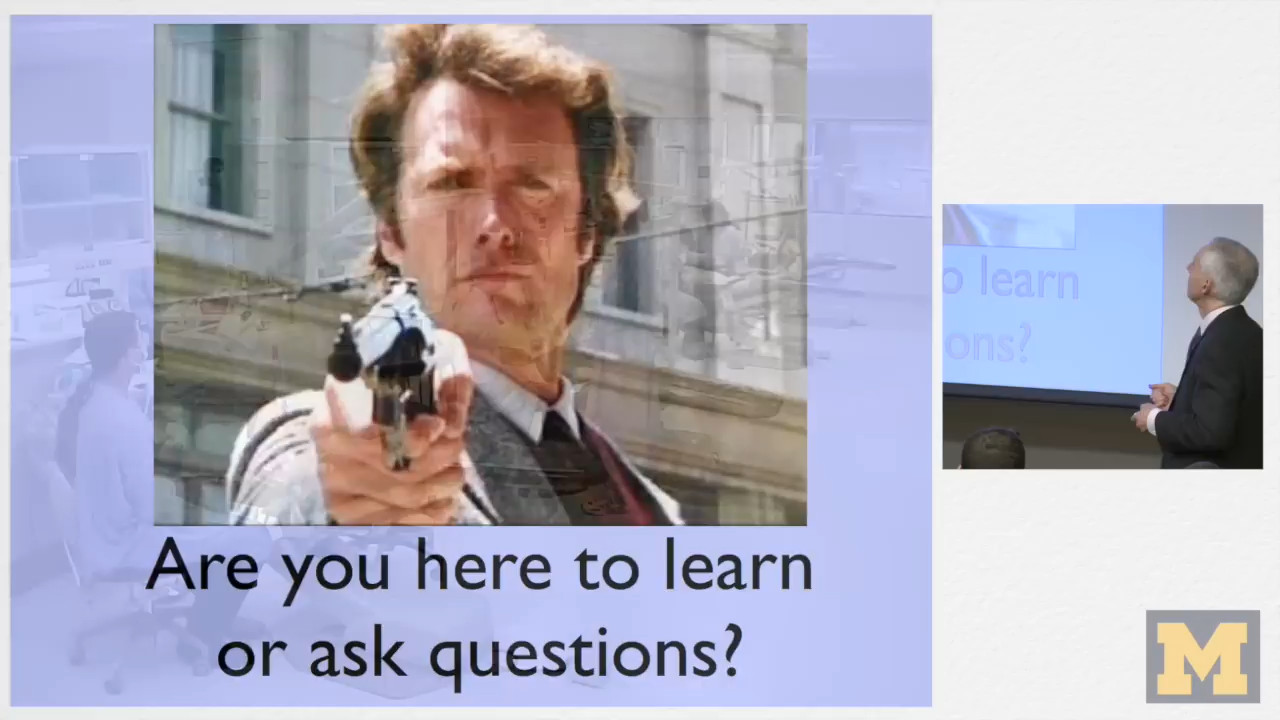 Are you here to learn
or ask questions?
o learn
ons?
M